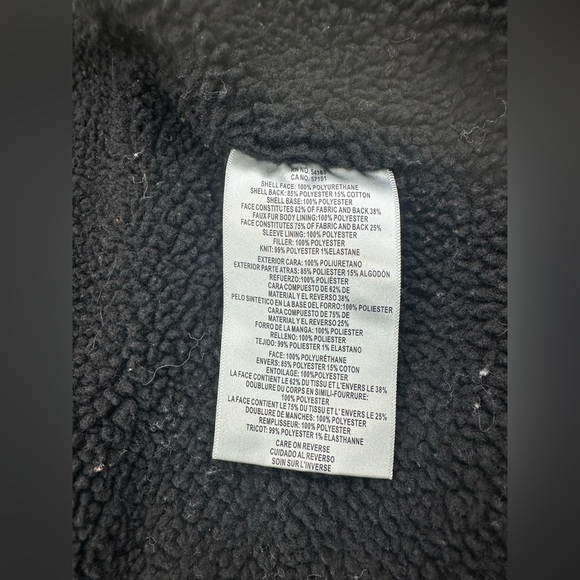 RN NO. 54163
CA NO. 57151
SHELL FACE: 100% POLYURETHANE
SHELL BACK: 85% POLYESTER 15% COTTON
SHELL BASE: 100% POLYESTER
FACE CONSTITUTES 62% OF FABRIC AND BACK 38%
FAUX FUR BODY LINING: 100% POLYESTER
FACE CONSTITUTES 75% OF FABRIC AND BACK 25%
SLEEVE LINING: 100% POLYESTER
FILLER: 100% POLYESTER
KNIT: 99% POLYESTER 1% ELASTANE
EXTERIOR CARA: 100% POLIURETANO
EXTERIOR PARTE ATRAS: 85% POLIESTER 15% ALGODÓN
REFUERZO: 100% POLIESTER
CARA COMPUESTO DE 62% DE
MATERIAL Y EL REVERSO 38%
PELO SINTÉTICO EN LA BASE DEL FORRO:100% POLIESTER
CARA COMPUESTO DE 75% DE
MATERIAL Y EL REVERSO 25%
FORRO DE LA MANGA: 100% POLIESTER
RELLENO: 100% POLIESTER
TEJIDO: 99% POLIESTER 1% ELASTANO
FACE: 100% POLYURÉTHANE
ENVERS: 85% POLYESTER 15% COTON
ENTOILAGE: 100%POLYESTER
LA FACE CONTIENT LE 62% DU TISSU ET L'ENVERS LE 38%
DOUBLURE DU CORPS EN SIMILI-FOURRURE:
100% POLYESTER
LA FACE CONTIENT LE 75% DU TISSU ET L' ENVERS LE 25%
DOUBLURE DE MANCHES: 100% POLYESTER
REMPLISSEUR: 100% POLYESTER
TRICOT: 99% POLYESTER 1% ÉLASTHANNE
CARE ON REVERSE
CUIDADO AL REVERSO
SOIN SUR L'INVERSE